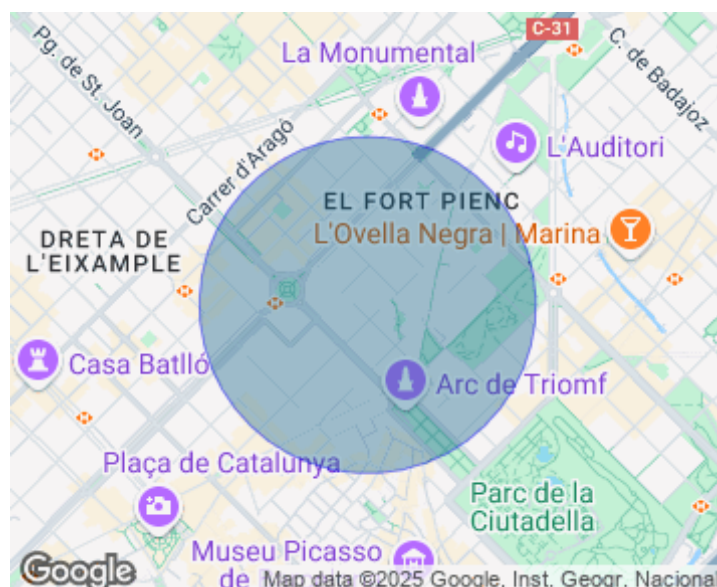 C-31
La Monumental
Pg. de St. Joan
C. de Badajoz
Carrer d'Aragó
L'Auditori
EL FORT PIENC
L'Ovella Negra | Marina
DRETA DE
L'EIXAMPLE
Casa Batlló
Arc de Triomf
Plaça de Catalunya
Parc de la
Ciutadella
Museu Picasso
de
Google
Map data ©2025 Google, Inst. Geogr. Nacional